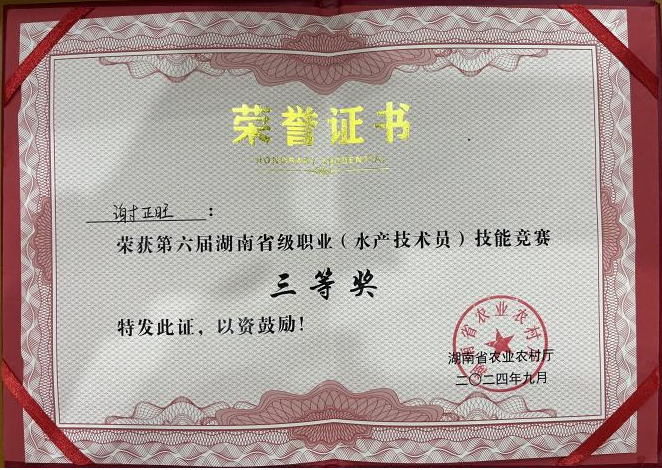 荣誉证书
HONORARY CREDENTIAL
谢正旺：
荣获第六届湖南省级职业（水产技术员）技能竞赛
三等奖
特发此证，以资鼓励！
湖南省农业农村厅
湖南省农业农村厅
二〇二四年九月